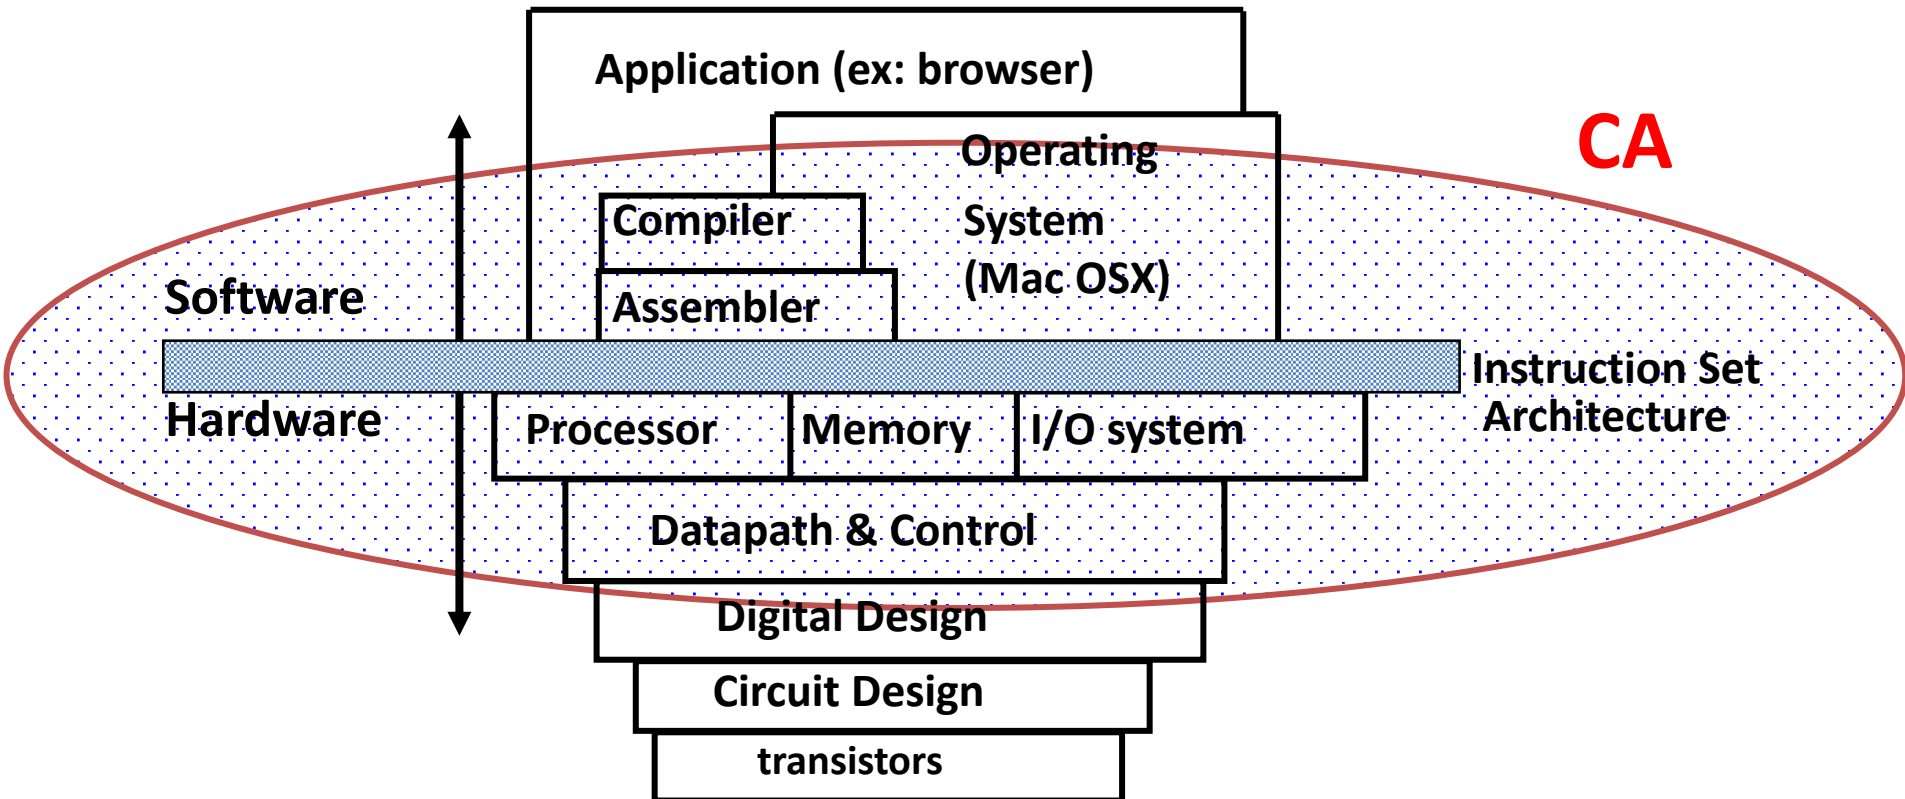 Application (ex: browser)
CA
Operating
System
(Mac OSX)
Compiler
Assembler
Software
Instruction Set
Architecture
Hardware
Processor
Memory
I/O system
Datapath & Control
Digital Design
Circuit Design
transistors